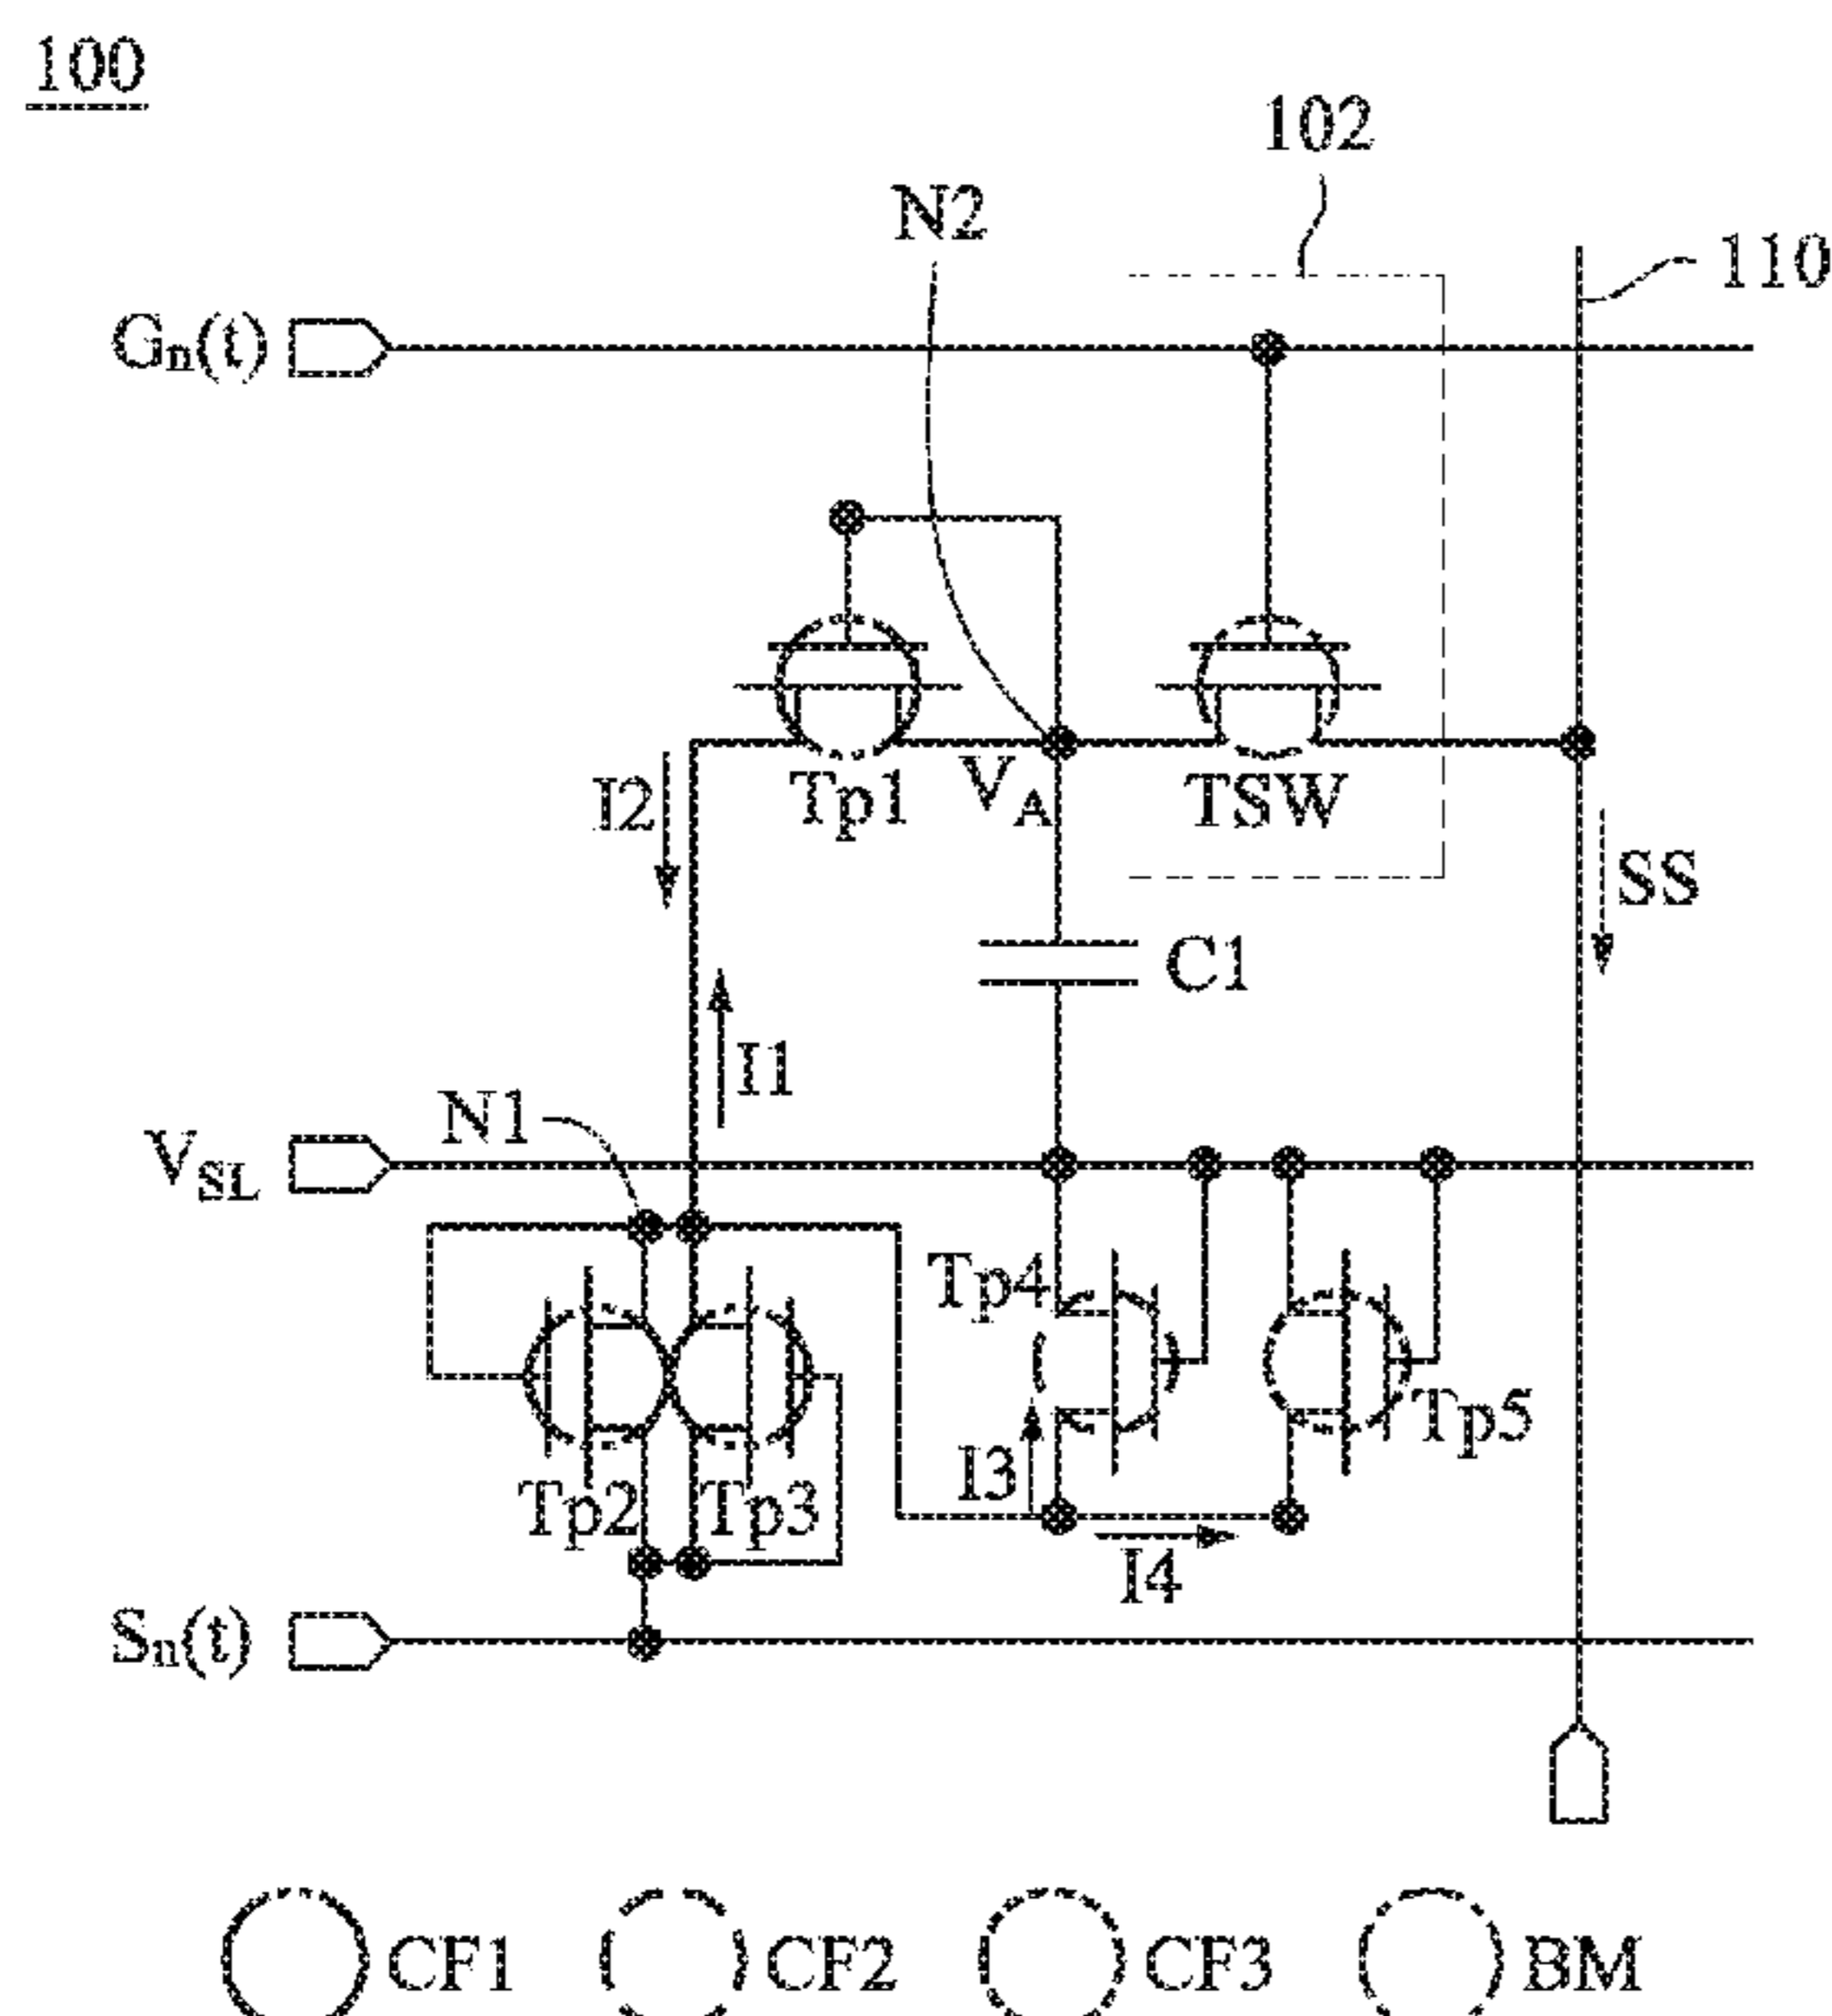 100
102
N2
110
Gn(t)
Tp1
VA
TSW
I2
SS
C1
I1
N1
VSL
Tp4
Tp5
I3
Tp2
Tp3
I4
Sn(t)
CF1
CF2
CF3
BM